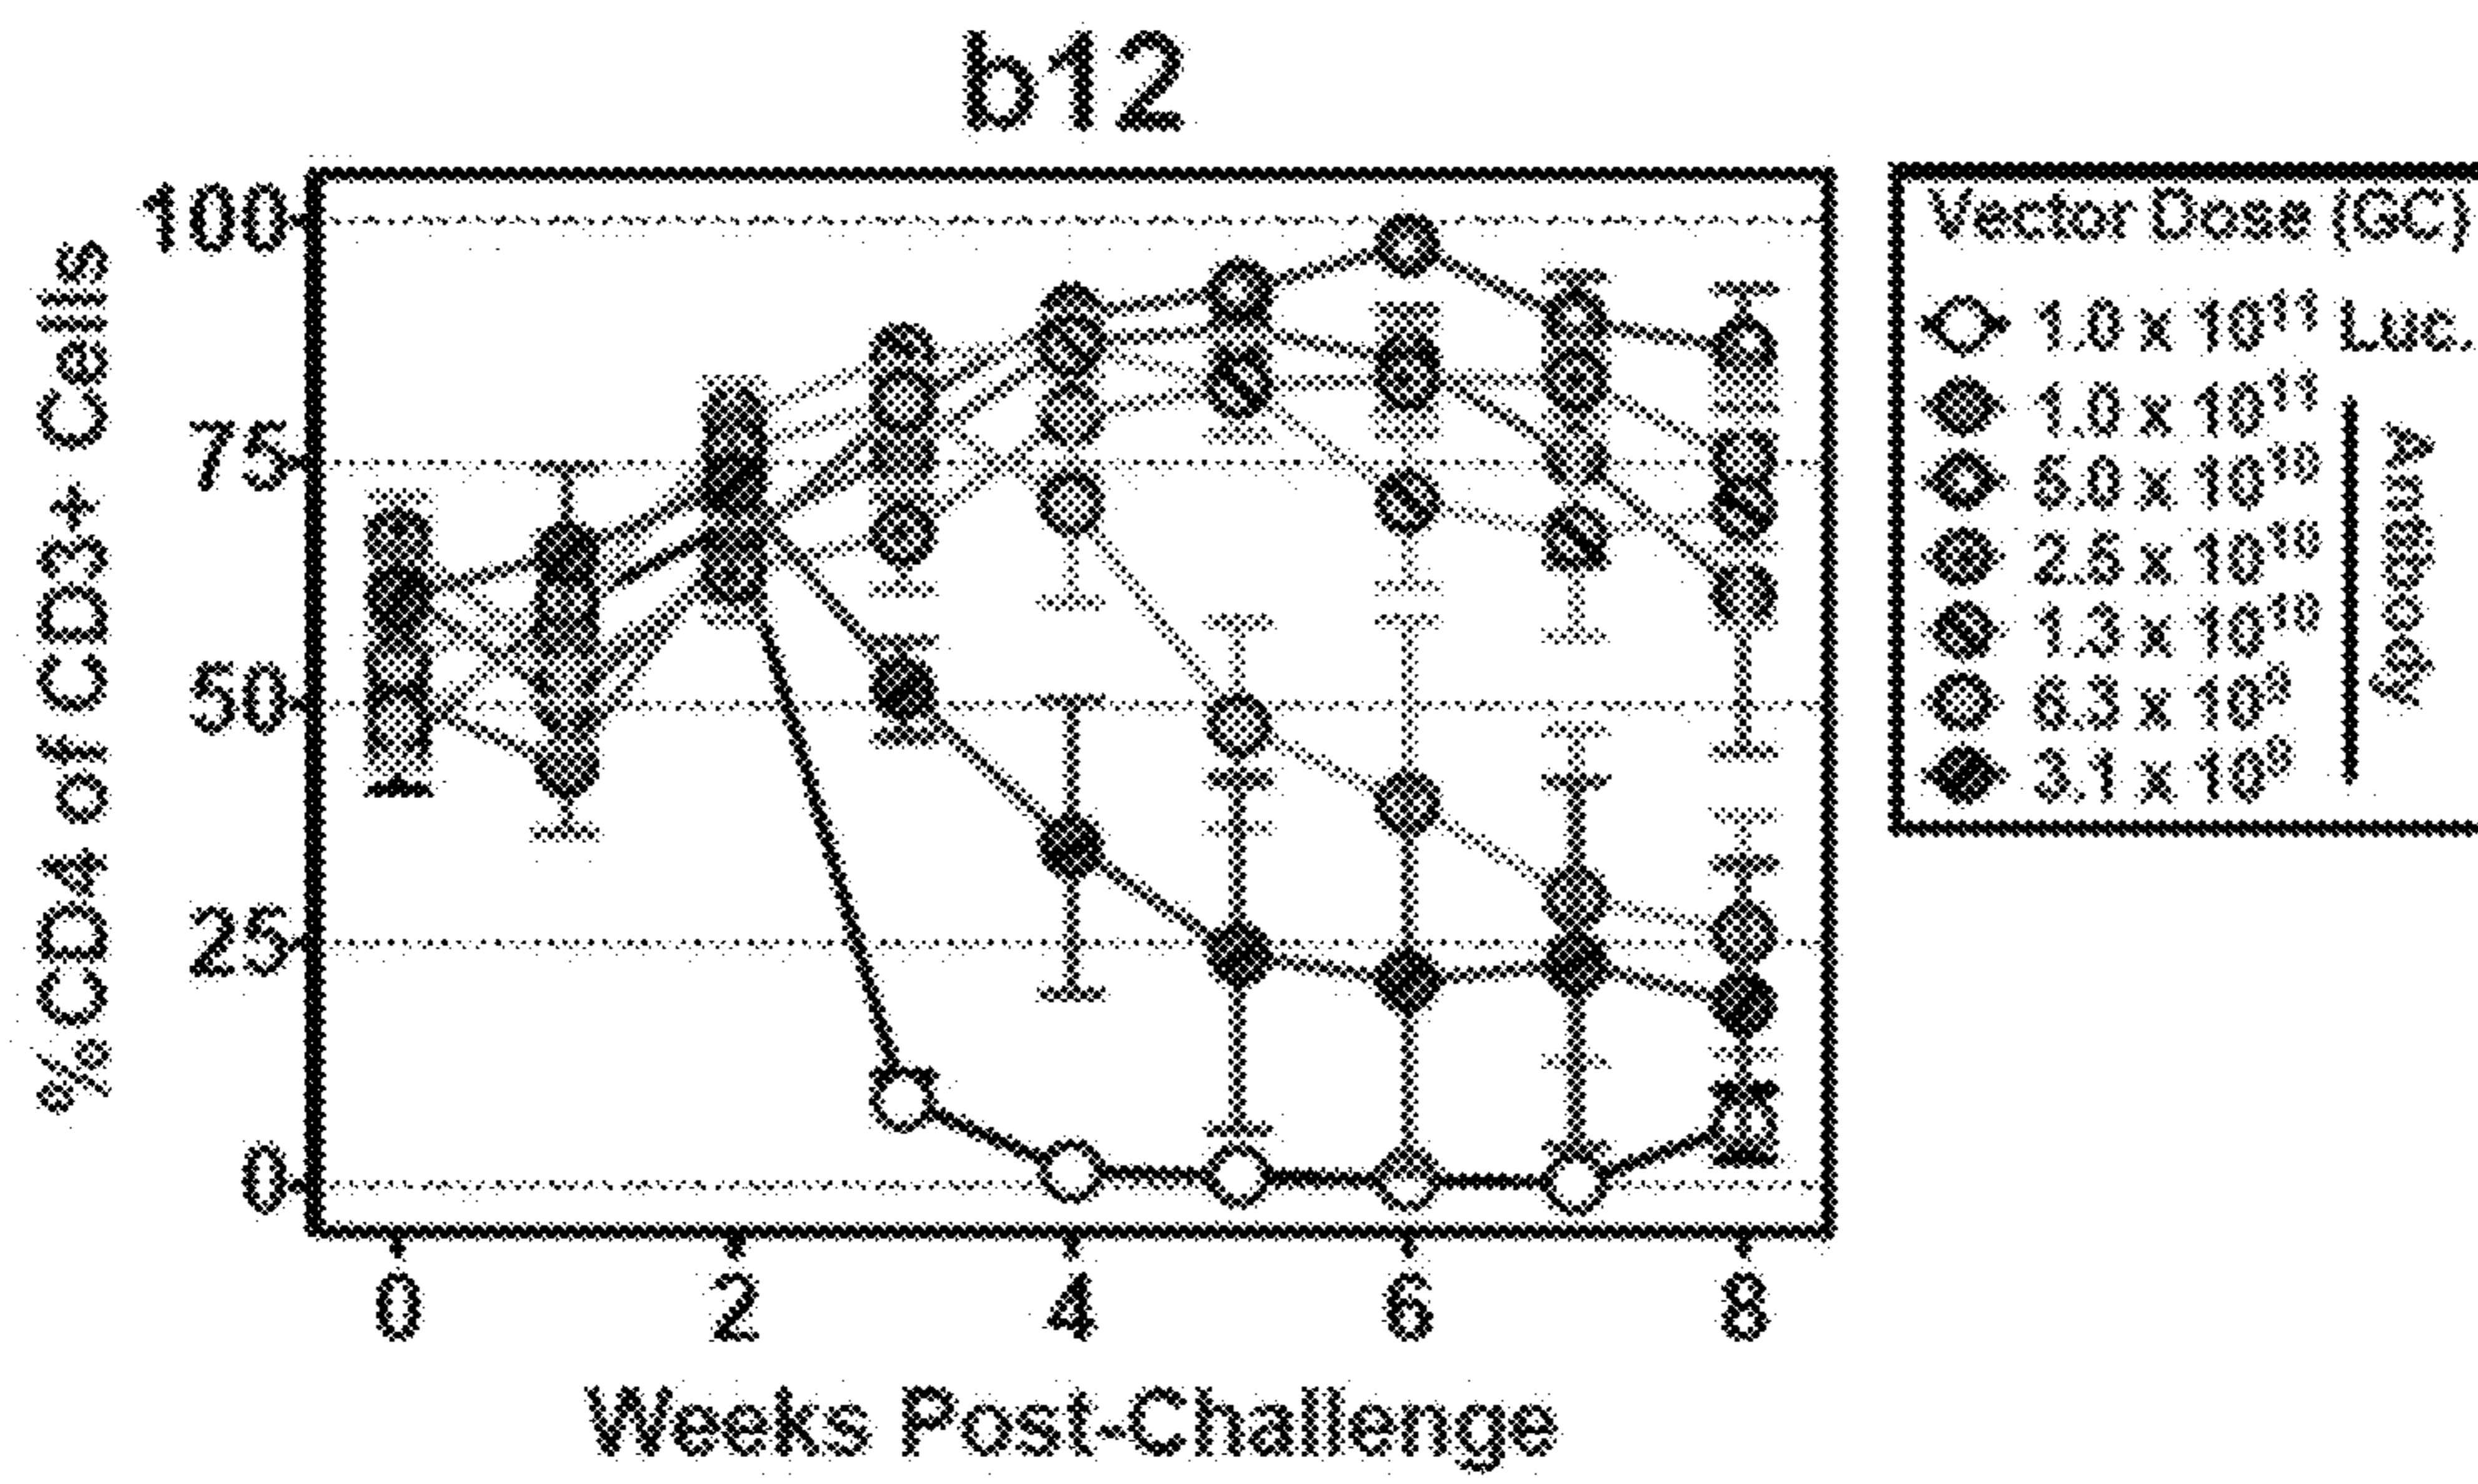 b12
%CD4 of CD3+ Cells
100
75
50
25
0
0 2 4 6 8
Weeks Post-Challenge
Vector Dose (GC)
1.0 x 10¹¹ Luc.
1.0 x 10¹¹
5.0 x 10¹⁰
2.5 x 10¹⁰
1.3 x 10¹⁰
6.3 x 10⁹
3.1 x 10⁹
Antibody